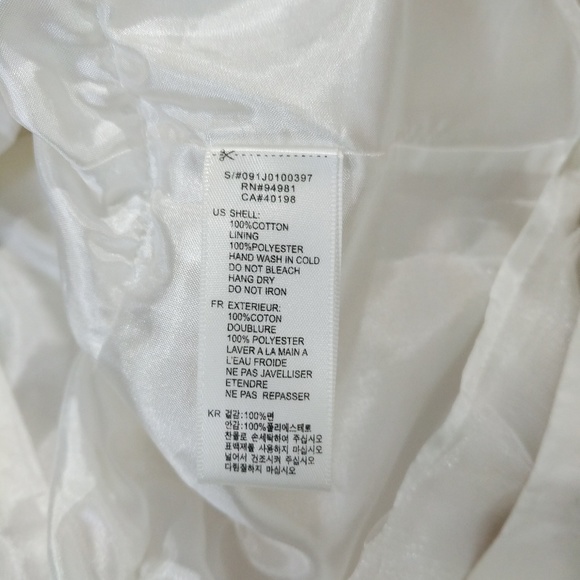 S/#091J0100397
RN#94981
CA#40198
US SHELL:
100%COTTON
LINING
100%POLYESTER
HAND WASH IN COLD
DO NOT BLEACH
HANG DRY
DO NOT IRON
FR EXTERIEUR:
100%COTON
DOUBLURE
100% POLYESTER
LAVER A LA MAIN A
L'EAU FROIDE
NE PAS JAVELLISER
ETENDRE
NE PAS REPASSER
KR 겉감:100%면
안감:100%폴리에스테르
찬물로 손세탁하여 주십시오
표백제를 사용하지 마십시오
널어서 건조시켜 주십시오
다림질하지 마십시오